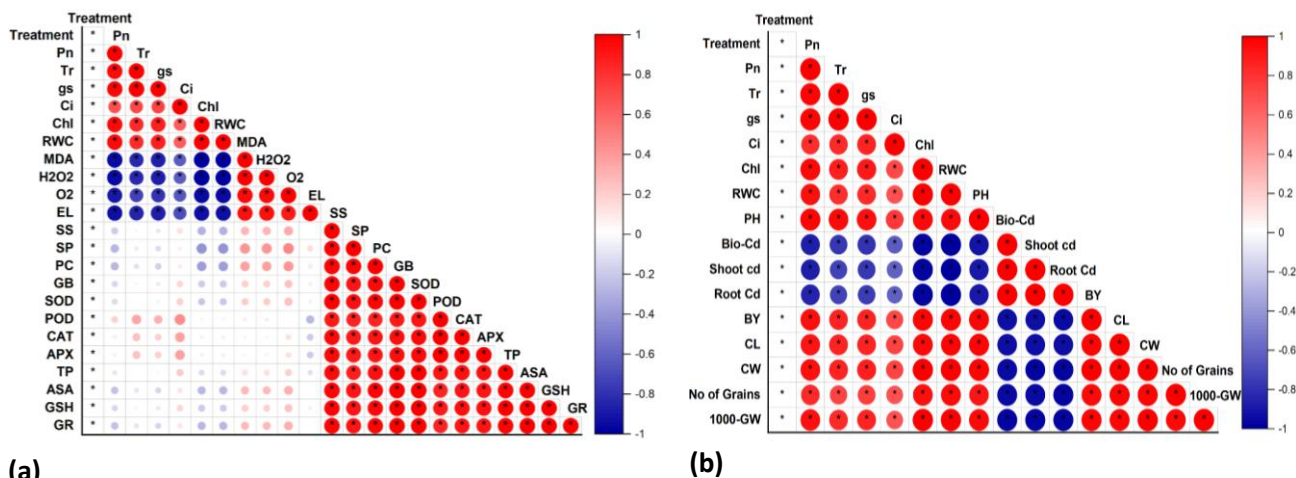 Treatment
Treatment * Pn
Pn * Tr
Tr * gs
gs * Ci
Ci * Chl
Chl * RWC
RWC * MDA
MDA * H2O2
H2O2 * O2
O2 * EL
EL * SS
SS * SP
SP * PC
PC * GB
GB * SOD
SOD * POD
POD * CAT
CAT * APX
APX * TP
TP * ASA
ASA * GSH
GSH * GR
GR *
1
0.8
0.6
0.4
0.2
0
-0.2
-0.4
-0.6
-0.8
-1
(a)
Treatment
Treatment * Pn
Pn * Tr
Tr * gs
gs * Ci
Ci * Chl
Chl * RWC
RWC * PH
PH * Bio-Cd
Bio-Cd * Shoot cd
Shoot cd * Root Cd
Root Cd * BY
BY * CL
CL * CW
CW * No of Grains
No of Grains * 1000-GW
1000-GW *
1
0.8
0.6
0.4
0.2
0
-0.2
-0.4
-0.6
-0.8
-1
(b)